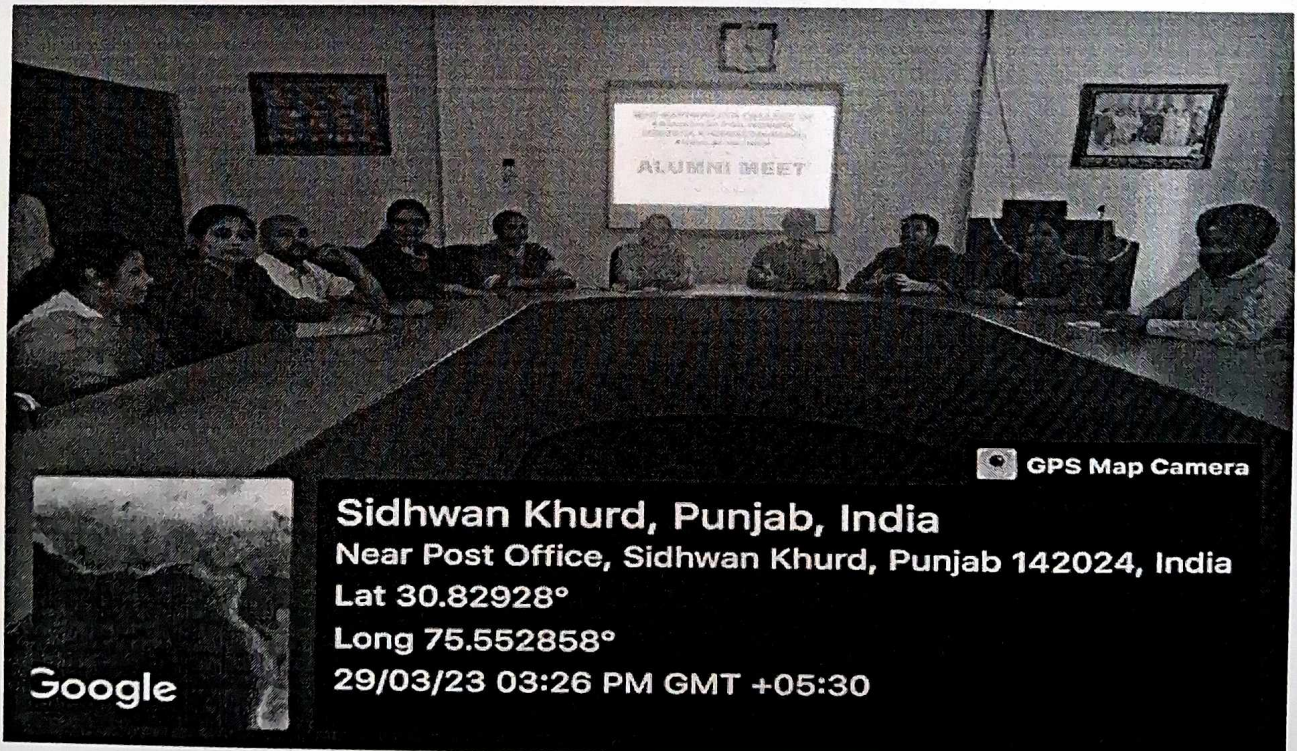 ALUMNI MEET
GPS Map Camera
Sidhwan Khurd, Punjab, India
Near Post Office, Sidhwan Khurd, Punjab 142024, India
Lat 30.82928°
Long 75.552858°
29/03/23 03:26 PM GMT +05:30
Google